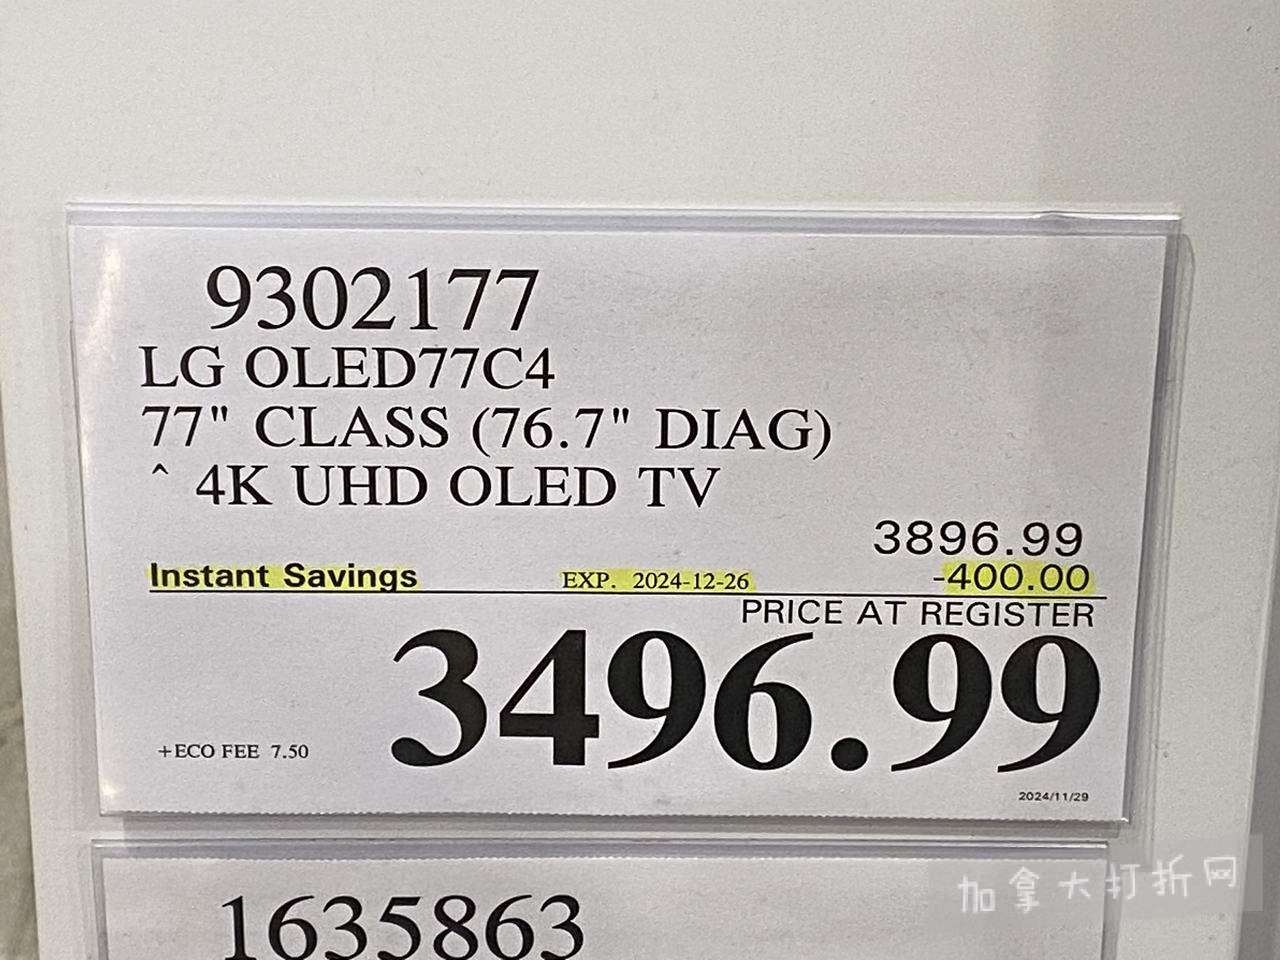 9302177
LG OLED77C4
77" CLASS (76.7" DIAG)
^ 4K UHD OLED TV
3896.99
Instant Savings EXP. 2024-12-26 -400.00
PRICE AT REGISTER
3496.99
+ECO FEE 7.50
2024/11/29
1635863
加拿大打折网